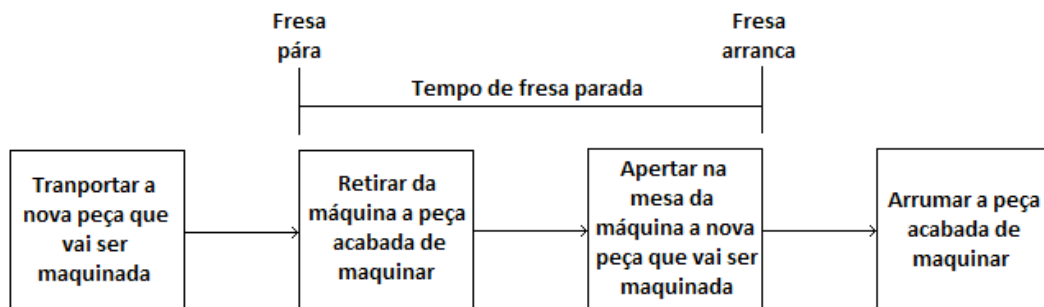 Fresa
pára
Fresa
arranca
Tempo de fresa parada
Tranportar a
nova peça que
vai ser
maquinada
Retirar da
máquina a peça
acabada de
maquinar
Apertar na
mesa da
máquina a nova
peça que vai ser
maquinada
Arrumar a peça
acabada de
maquinar